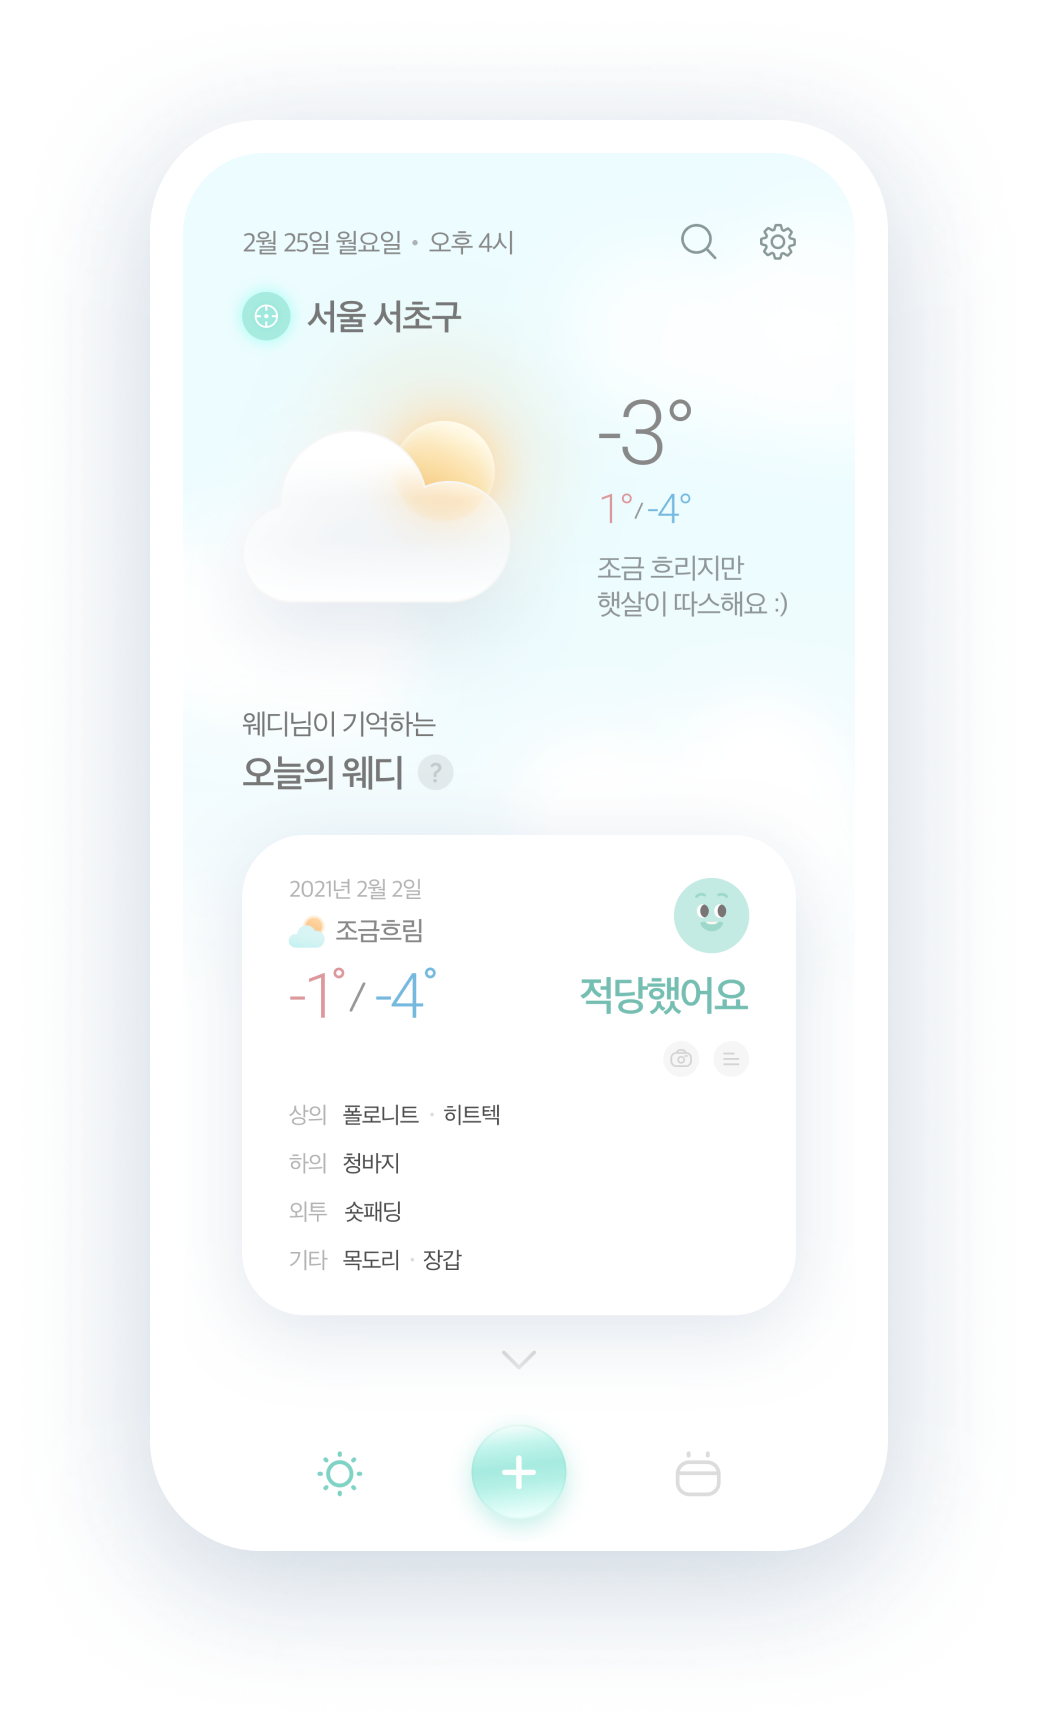 2월 25일 월요일 • 오후 4시
서울 서초구
-3°
1°/-4°
조금 흐리지만
햇살이 따스해요 :)
웨디님이 기억하는
오늘의 웨디 ?
2021년 2월 2일
조금흐림
-1°/ -4°
적당했어요
상의 폴로니트 · 히트텍
하의 청바지
외투 숏패딩
기타 목도리 · 장갑